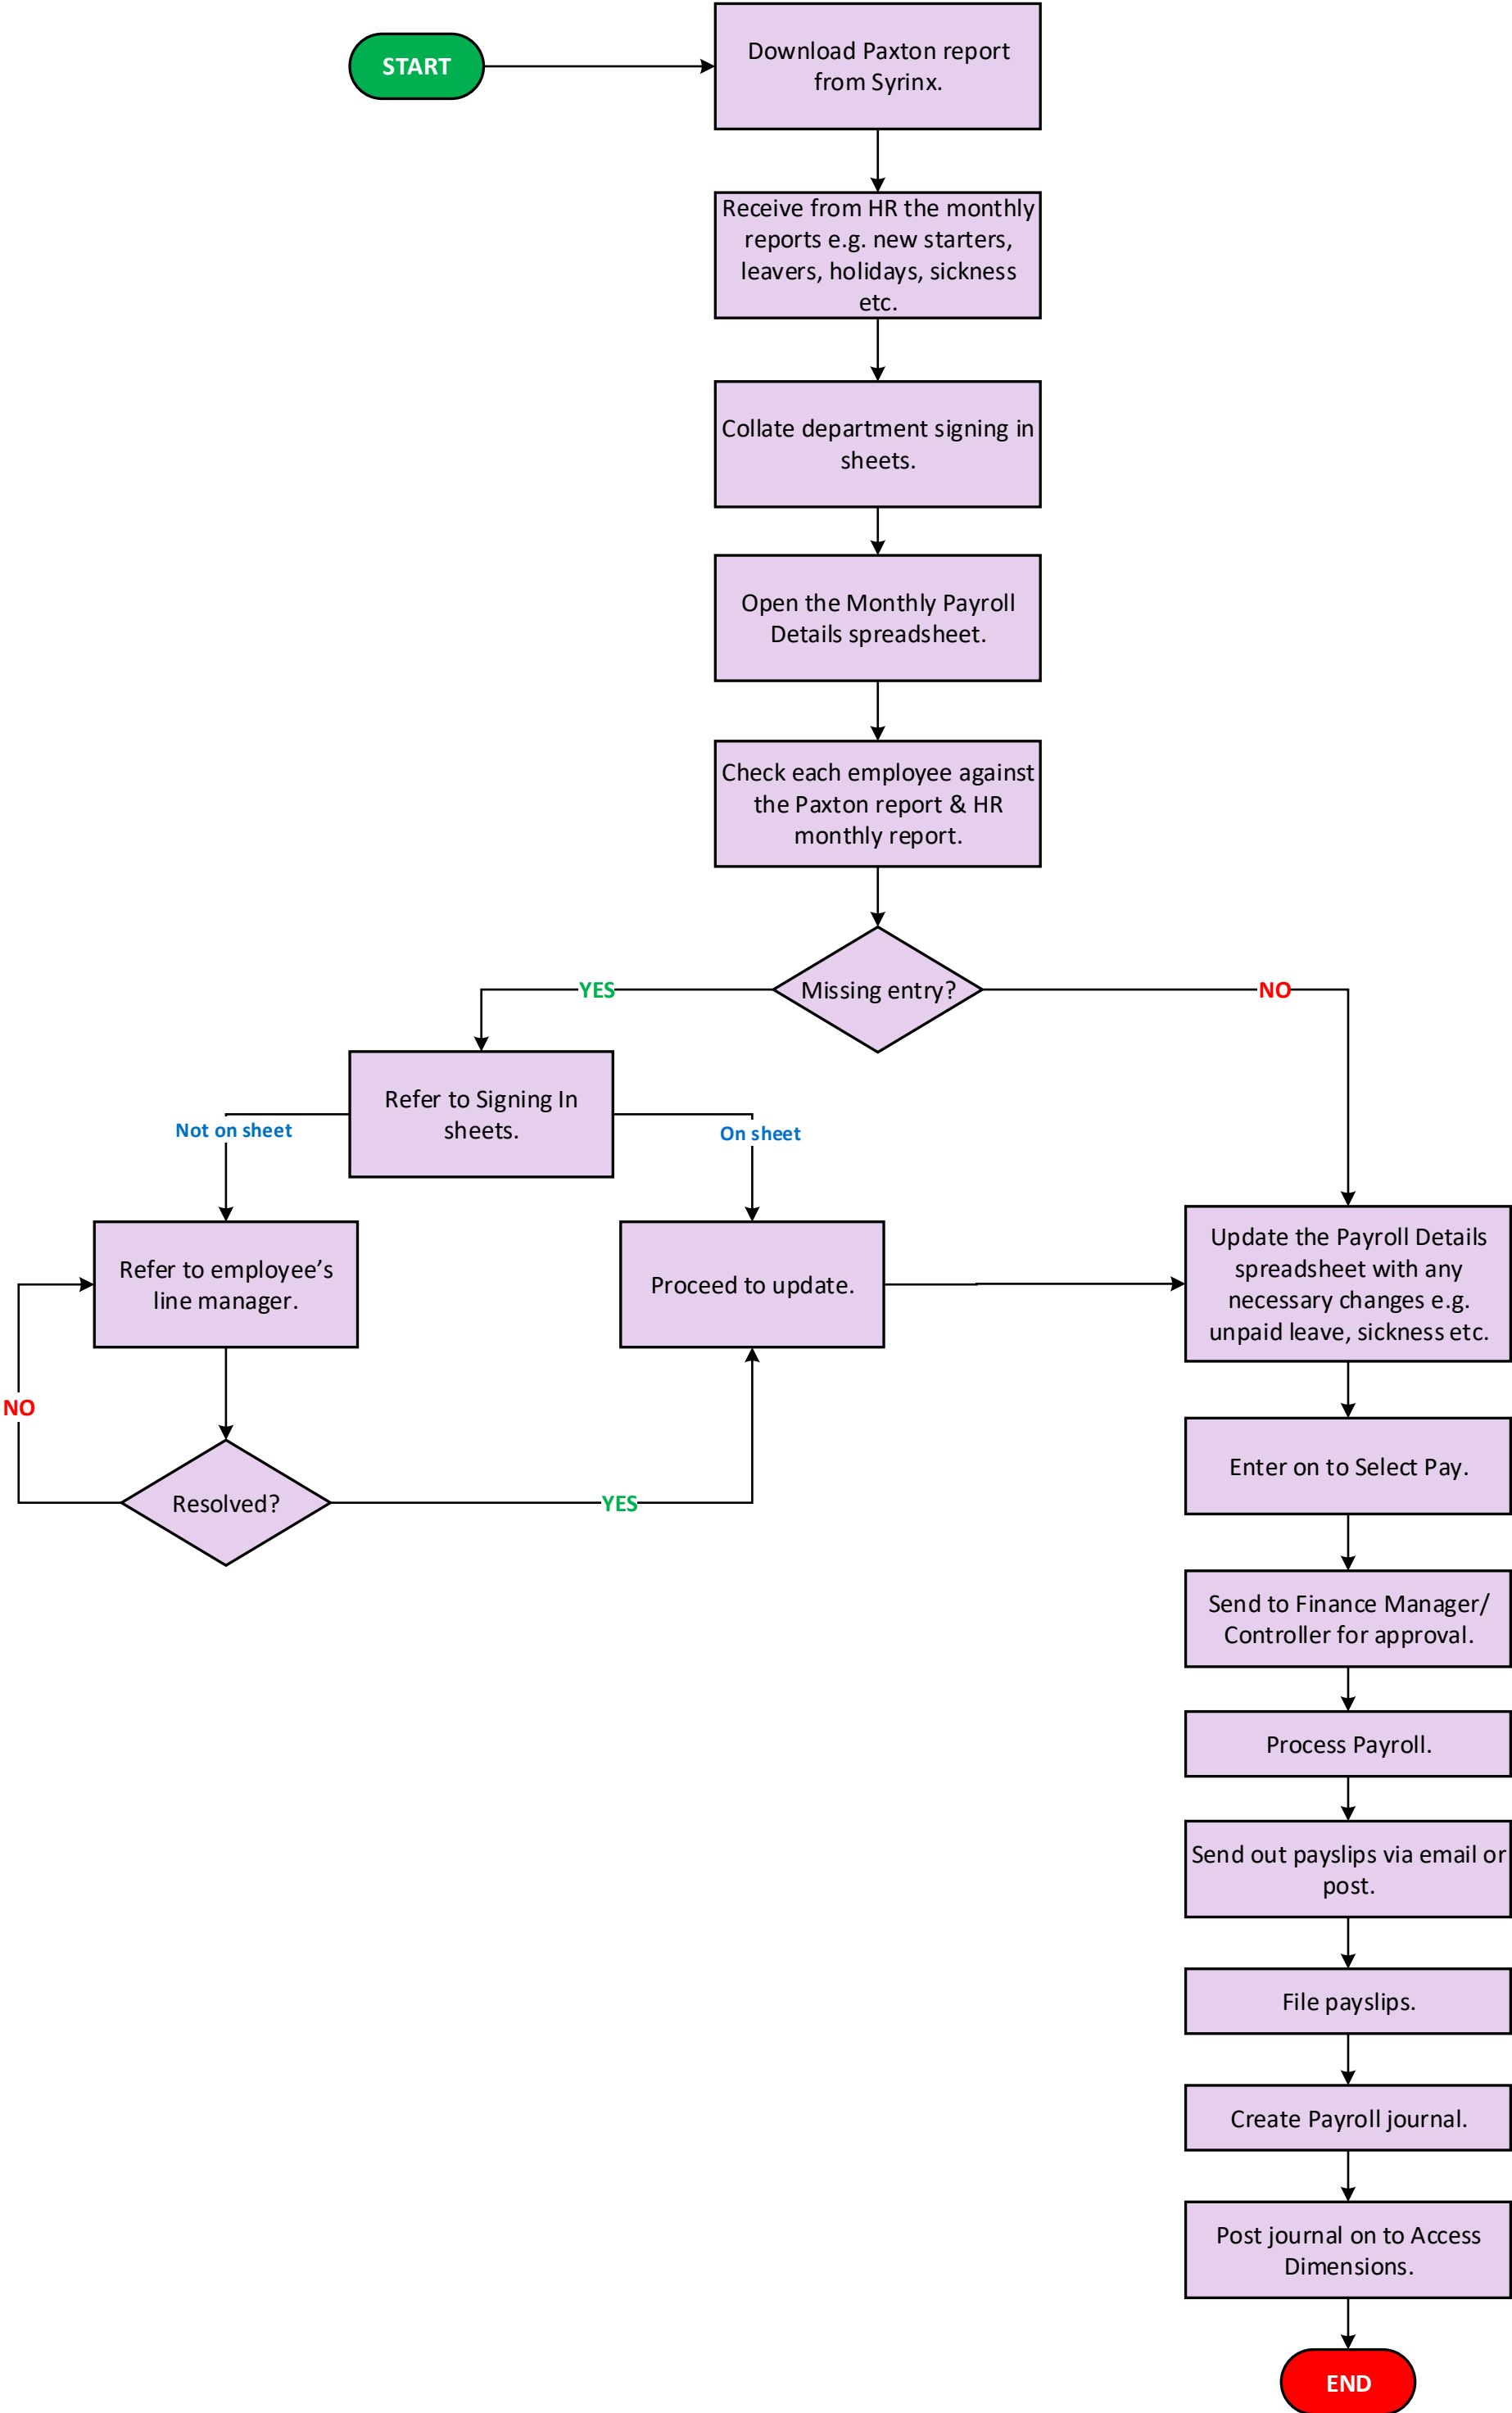 START
Download Paxton report
from Syrinx.
Receive from HR the monthly
reports e.g. new starters,
leavers, holidays, sickness
etc.
Collate department signing in
sheets.
Open the Monthly Payroll
Details spreadsheet.
Check each employee against
the Paxton report & HR
monthly report.
Missing entry?
YES
NO
Refer to Signing In
sheets.
Not on sheet
On sheet
Refer to employee’s
line manager.
Proceed to update.
Update the Payroll Details
spreadsheet with any
necessary changes e.g.
unpaid leave, sickness etc.
NO
Resolved?
YES
Enter on to Select Pay.
Send to Finance Manager/
Controller for approval.
Process Payroll.
Send out payslips via email or
post.
File payslips.
Create Payroll journal.
Post journal on to Access
Dimensions.
END